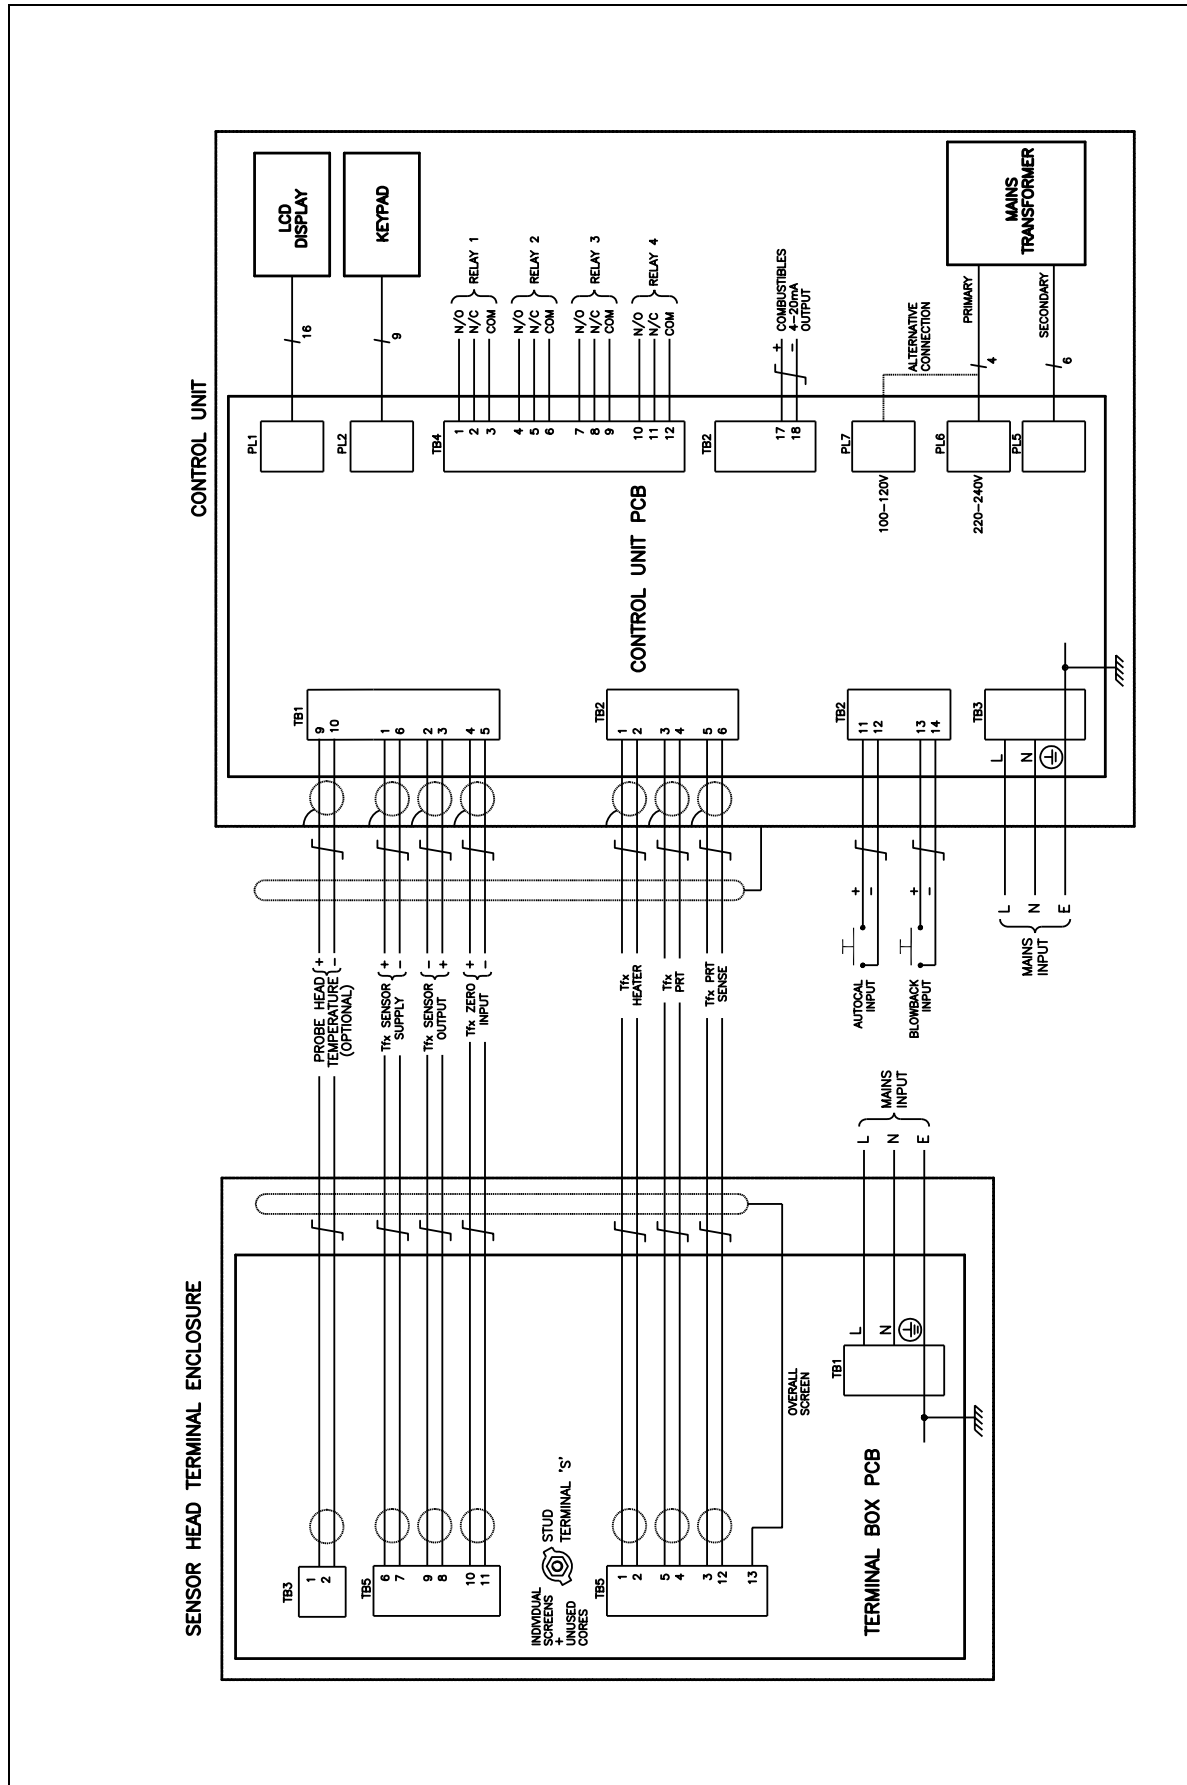 CONTROL UNIT
LCD
DISPLAY
16
PL1
KEYPAD
9
PL2
RELAY 1
N/O
N/C
COM
RELAY 2
N/O
N/C
COM
RELAY 3
N/O
N/C
COM
RELAY 4
N/O
N/C
COM
TB4
1
2
3
4
5
6
7
8
9
10
11
12
COMBUSTIBLES
4–20mA
OUTPUT
+
–
TB2
17
18
MAINS
TRANSFORMER
PRIMARY
SECONDARY
ALTERNATIVE
CONNECTION
4
6
PL7
100–120V
PL6
220–240V
PL5
CONTROL UNIT PCB
TB1
9
10
1
6
2
3
4
5
TB2
1
2
3
4
5
6
TB2
11
12
13
14
TB3
L
N
PROBE HEAD
TEMPERATURE
(OPTIONAL)
+
–
Tfx SENSOR
SUPPLY
+
–
Tfx SENSOR
OUTPUT
–
+
Tfx ZERO
INPUT
+
–
Tfx
HEATER
Tfx
PRT
Tfx PRT
SENSE
AUTOCAL
INPUT
+
–
BLOWBACK
INPUT
+
–
L
N
E
MAINS
INPUT
SENSOR HEAD TERMINAL ENCLOSURE
MAINS
INPUT
L
N
E
L
N
TB1
OVERALL
SCREEN
TB3
1
2
TB5
6
7
9
8
10
11
INDIVIDUAL
SCREENS
+
UNUSED
CORES
STUD
TERMINAL 'S'
TB5
1
2
5
4
3
12
13
TERMINAL BOX PCB